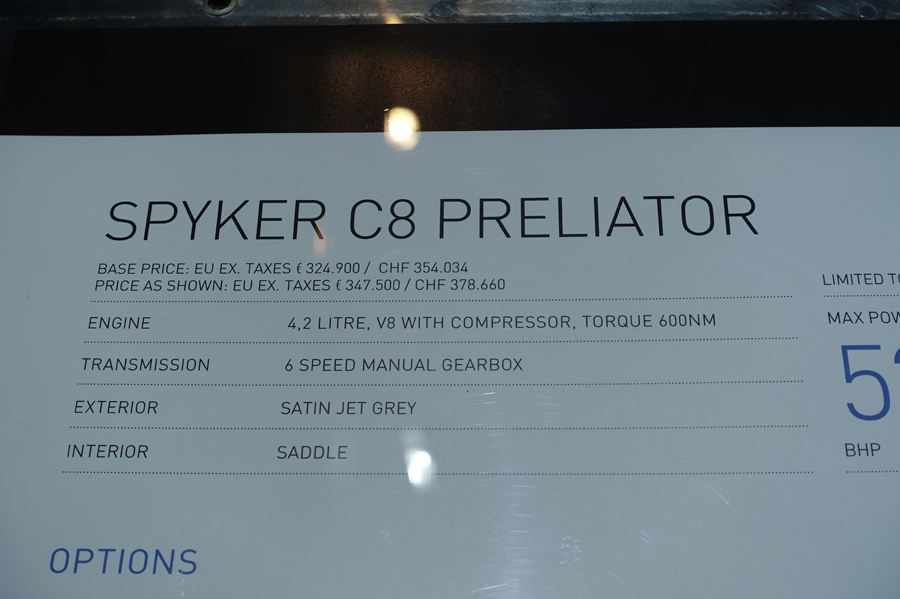 SPYKER C8 PRELIATOR
BASE PRICE: EU EX. TAXES € 324.900 / CHF 354.034
PRICE AS SHOWN: EU EX. TAXES € 347.500 / CHF 378.660
LIMITED
ENGINE 4,2 LITRE, V8 WITH COMPRESSOR, TORQUE 600NM
MAX
TRANSMISSION 6 SPEED MANUAL GEARBOX
EXTERIOR SATIN JET GREY
INTERIOR SADDLE
BHP
OPTIONS